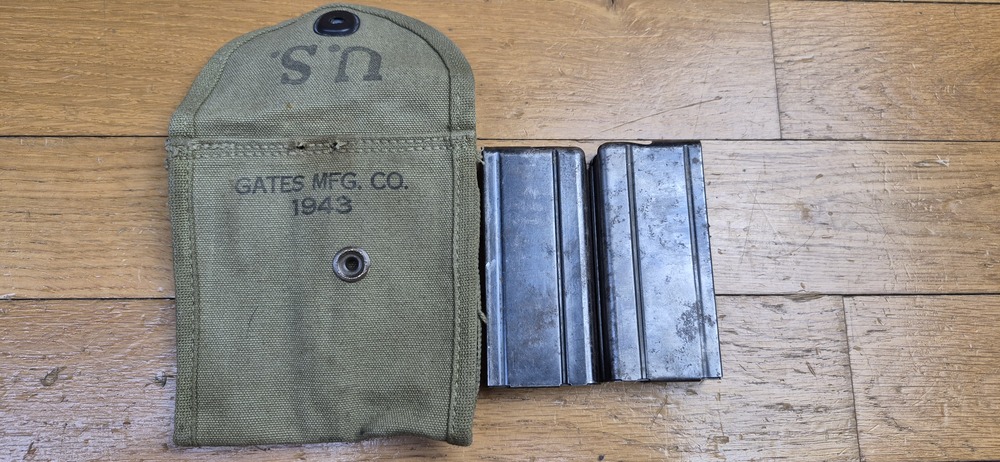 U.S.
GATES MFG. CO.
1943